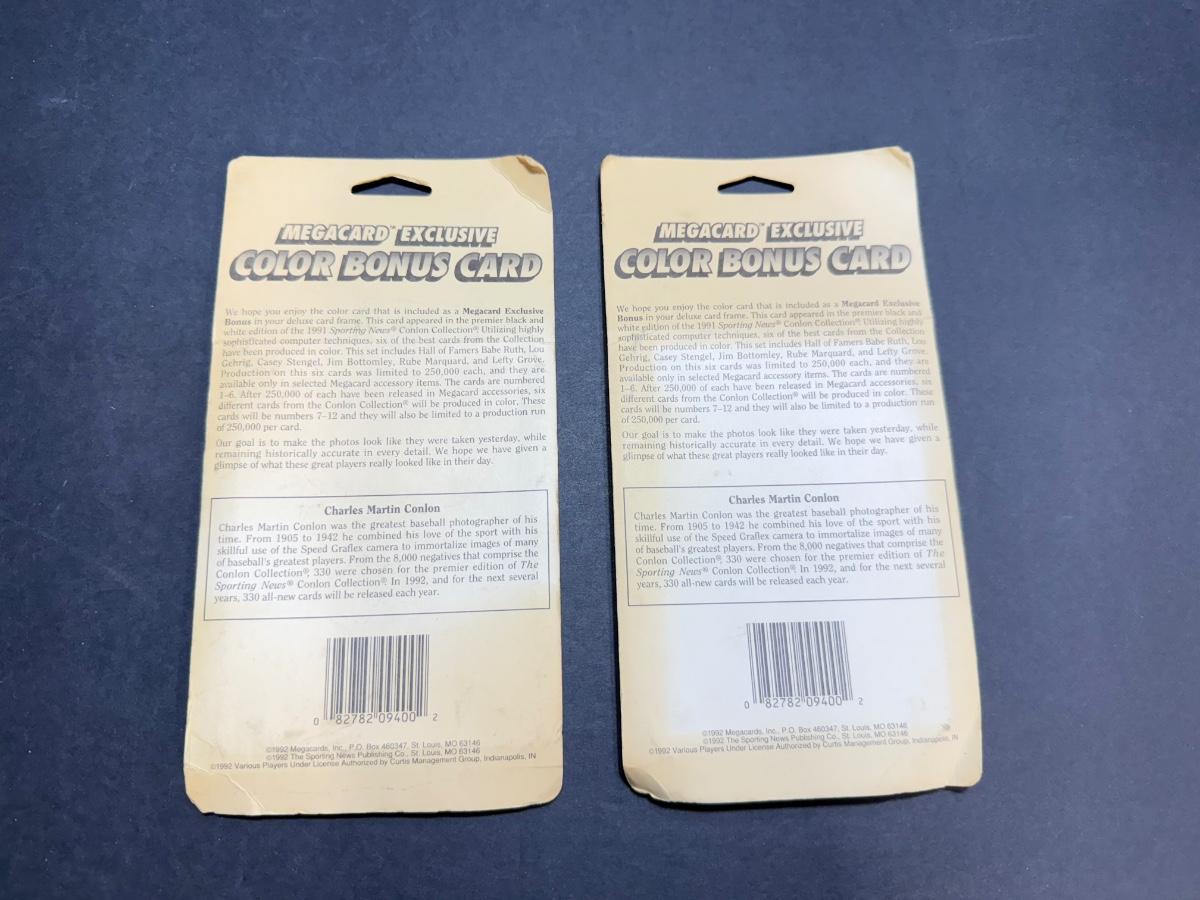 MEGACARD™ EXCLUSIVE
COLOR BONUS CARD
We hope you enjoy the color card that is included as a Megacard Exclusive
Bonus in your deluxe card frame. This card appeared in the premier black and
white edition of the 1991 Sporting News® Conlon Collection®. Utilizing highly
sophisticated computer techniques, six of the best cards from the Collection
have been produced in color. This set includes Hall of Famers Babe Ruth, Lou
Gehrig, Casey Stengel, Jim Bottomley, Rube Marquard, and Lefty Grove.
Production on this six cards was limited to 250,000 each, and they are
available only in selected Megacard accessory items. The cards are numbered
1–6. After 250,000 of each have been released in Megacard accessories, six
different cards from the Conlon Collection® will be produced in color. These
cards will be numbers 7–12 and they will also be limited to a production run
of 250,000 per card.
Our goal is to make the photos look like they were taken yesterday, while
remaining historically accurate in every detail. We hope we have given a
glimpse of what these great players really looked like in their day.
Charles Martin Conlon
Charles Martin Conlon was the greatest baseball photographer of his
time. From 1905 to 1942 he combined his love of the sport with his
skillful use of the Speed Graflex camera to immortalize images of many
of baseball's greatest players. From the 8,000 negatives that comprise the
Conlon Collection®, 330 were chosen for the premier edition of The
Sporting News® Conlon Collection®. In 1992, and for the next several
years, 330 all-new cards will be released each year.
0 82782 09400 2
©1992 Megacards, Inc., P.O. Box 460347, St. Louis, MO 63146
©1992 The Sporting News Publishing Co., St. Louis, MO 63146
©1992 Various Players Under License Authorized by Curtis Management Group, Indianapolis, IN
MEGACARD™ EXCLUSIVE
COLOR BONUS CARD
We hope you enjoy the color card that is included as a Megacard Exclusive
Bonus in your deluxe card frame. This card appeared in the premier black and
white edition of the 1991 Sporting News® Conlon Collection®. Utilizing highly
sophisticated computer techniques, six of the best cards from the Collection
have been produced in color. This set includes Hall of Famers Babe Ruth, Lou
Gehrig, Casey Stengel, Jim Bottomley, Rube Marquard, and Lefty Grove.
Production on this six cards was limited to 250,000 each, and they are
available only in selected Megacard accessory items. The cards are numbered
1–6. After 250,000 of each have been released in Megacard accessories, six
different cards from the Conlon Collection® will be produced in color. These
cards will be numbers 7–12 and they will also be limited to a production run
of 250,000 per card.
Our goal is to make the photos look like they were taken yesterday, while
remaining historically accurate in every detail. We hope we have given a
glimpse of what these great players really looked like in their day.
Charles Martin Conlon
Charles Martin Conlon was the greatest baseball photographer of his
time. From 1905 to 1942 he combined his love of the sport with his
skillful use of the Speed Graflex camera to immortalize images of many
of baseball's greatest players. From the 8,000 negatives that comprise the
Conlon Collection®, 330 were chosen for the premier edition of The
Sporting News® Conlon Collection®. In 1992, and for the next several
years, 330 all-new cards will be released each year.
0 82782 09400 2
©1992 Megacards, Inc., P.O. Box 460347, St. Louis, MO 63146
©1992 The Sporting News Publishing Co., St. Louis, MO 63146
©1992 Various Players Under License Authorized by Curtis Management Group, Indianapolis, IN